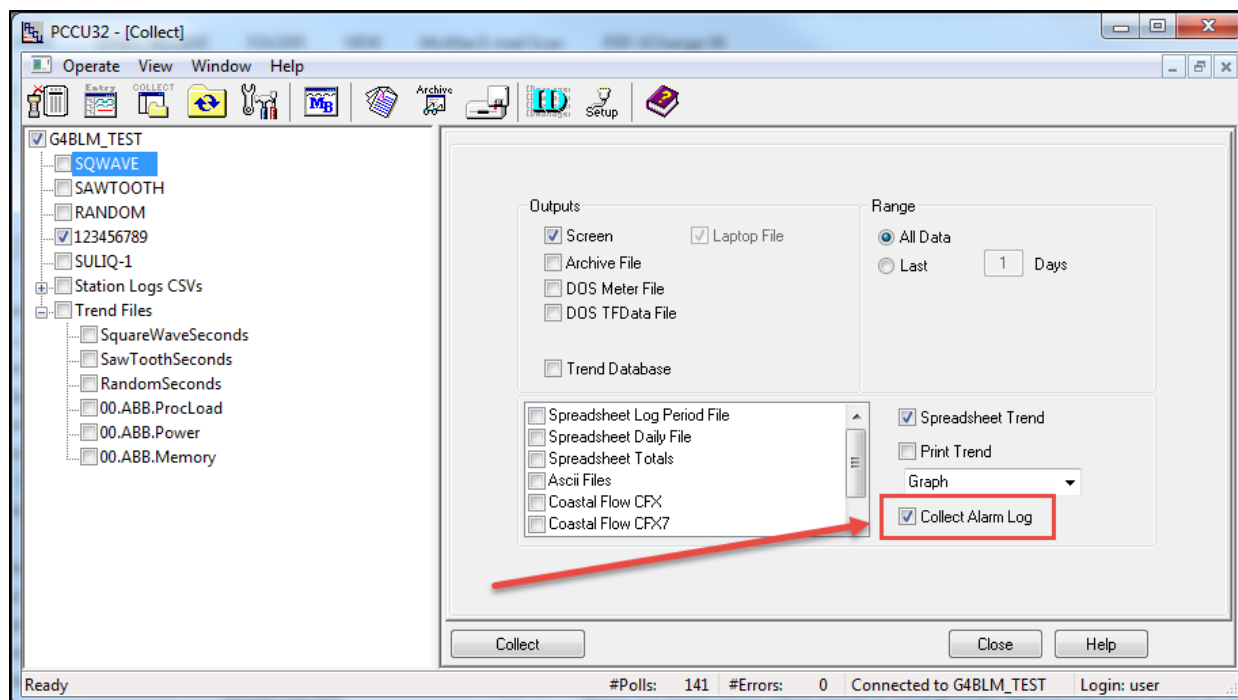 PCCU32 - [Collect]
Operate View Window Help
Entry COLLECT MB Archive ID Setup
G4BLM_TEST
SQWAVE
SAWTOOTH
RANDOM
123456789
SULIQ-1
Station Logs CSVs
Trend Files
SquareWaveSeconds
SawToothSeconds
RandomSeconds
00.ABB.ProcLoad
00.ABB.Power
00.ABB.Memory
Outputs
Screen Laptop File
Archive File
DOS Meter File
DOS TFData File
Trend Database
Range
All Data
Last 1 Days
Spreadsheet Log Period File
Spreadsheet Daily File
Spreadsheet Totals
Ascii Files
Coastal Flow CFX
Coastal Flow CFX7
Spreadsheet Trend
Print Trend
Graph
Collect Alarm Log
Collect Close Help
Ready #Polls: 141 #Errors: 0 Connected to G4BLM_TEST Login: user